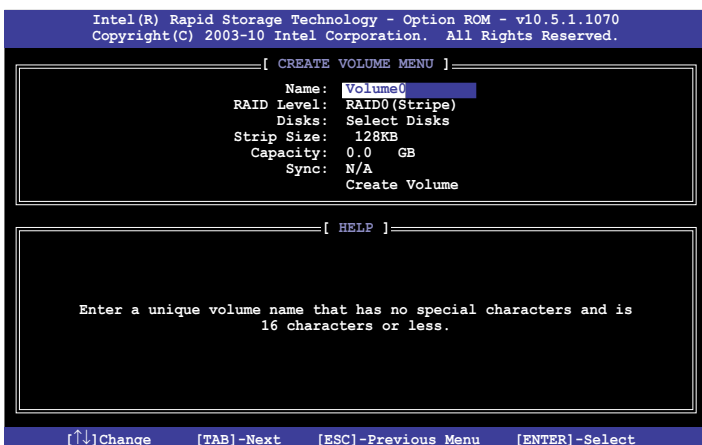 Intel(R) Rapid Storage Technology - Option ROM - v10.5.1.1070
Copyright(C) 2003-10 Intel Corporation. All Rights Reserved.
[ CREATE VOLUME MENU ]
Name: Volume0
RAID Level: RAID0(Stripe)
Disks: Select Disks
Strip Size: 128KB
Capacity: 0.0 GB
Sync: N/A
Create Volume
[ HELP ]
Enter a unique volume name that has no special characters and is
16 characters or less.
[↑↓]Change [TAB]-Next [ESC]-Previous Menu [ENTER]-Select